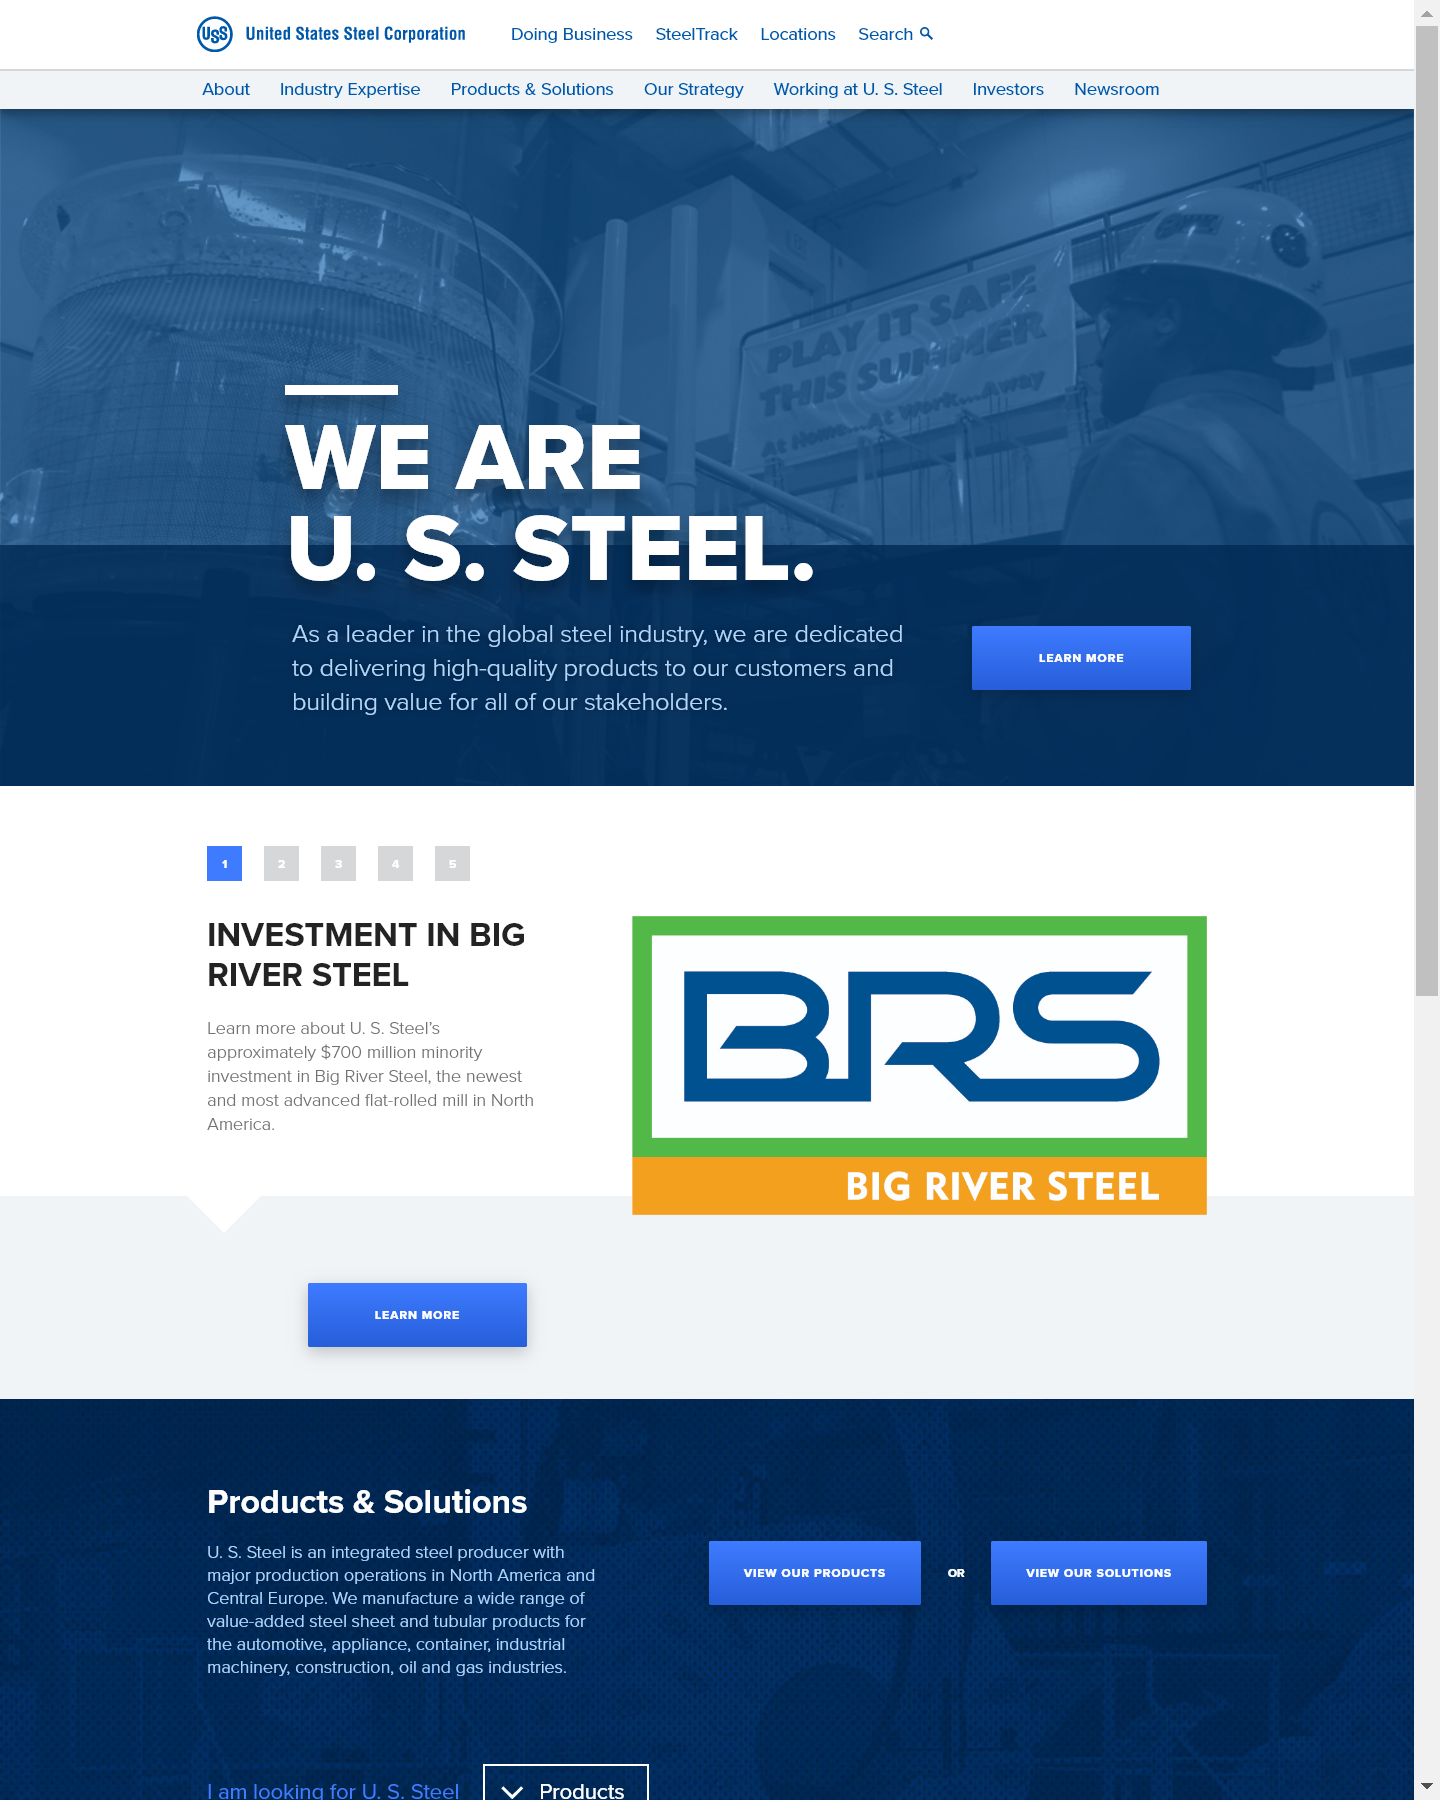 USS United States Steel Corporation
Doing Business SteelTrack Locations Search
About Industry Expertise Products & Solutions Our Strategy Working at U. S. Steel Investors Newsroom
PLAY IT SAFE
THIS SUMMER
At Home...At Work...Away
WE ARE
U. S. STEEL.
As a leader in the global steel industry, we are dedicated
to delivering high-quality products to our customers and
building value for all of our stakeholders.
LEARN MORE
1 2 3 4 5
INVESTMENT IN BIG
RIVER STEEL
Learn more about U. S. Steel’s
approximately $700 million minority
investment in Big River Steel, the newest
and most advanced flat-rolled mill in North
America.
BRS
BIG RIVER STEEL
LEARN MORE
Products & Solutions
U. S. Steel is an integrated steel producer with
major production operations in North America and
Central Europe. We manufacture a wide range of
value-added steel sheet and tubular products for
the automotive, appliance, container, industrial
machinery, construction, oil and gas industries.
VIEW OUR PRODUCTS OR VIEW OUR SOLUTIONS
I am looking for U. S. Steel Products